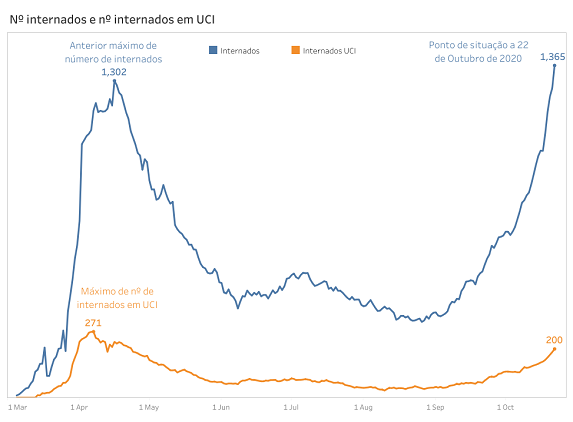 Nº internados e nº internados em UCI
Anterior máximo de
número de internados
1,302
Internados
Internados UCI
Ponto de situação a 22
de Outubro de 2020
1,365
Máximo de nº de
internados em UCI
271
200
1 Mar
1 Apr
1 May
1 Jun
1 Jul
1 Aug
1 Sep
1 Oct